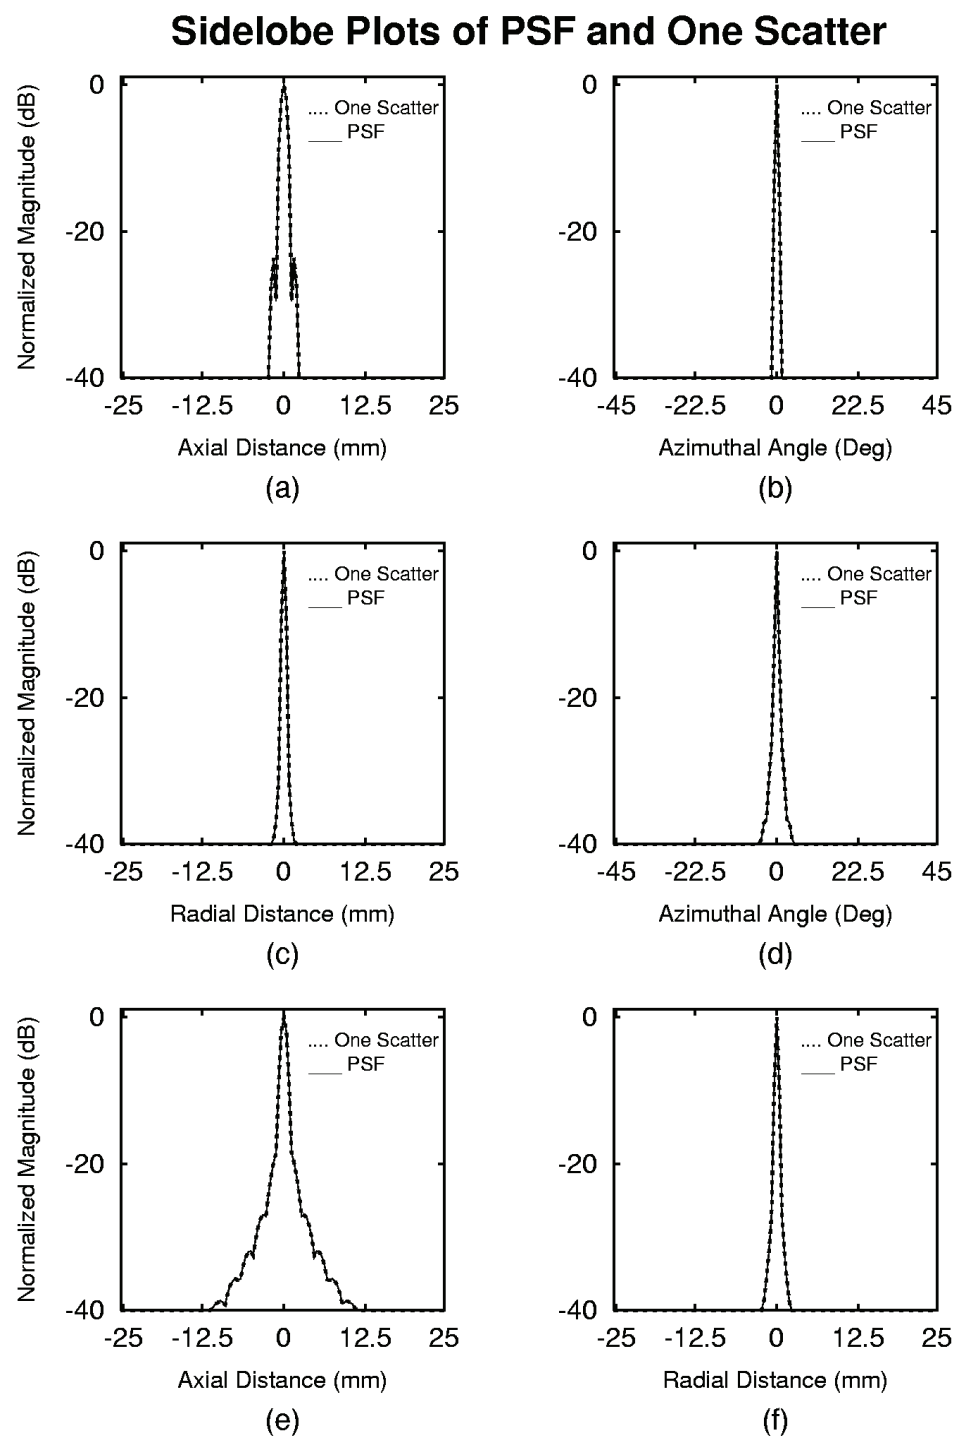 Sidelobe Plots of PSF and One Scatter
Normalized Magnitude (dB)
0
-20
-40
.... One Scatter
____ PSF
-25 -12.5 0 12.5 25
Axial Distance (mm)
(a)
0
-20
-40
.... One Scatter
____ PSF
-45 -22.5 0 22.5 45
Azimuthal Angle (Deg)
(b)
Normalized Magnitude (dB)
0
-20
-40
.... One Scatter
____ PSF
-25 -12.5 0 12.5 25
Radial Distance (mm)
(c)
0
-20
-40
.... One Scatter
____ PSF
-45 -22.5 0 22.5 45
Azimuthal Angle (Deg)
(d)
Normalized Magnitude (dB)
0
-20
-40
.... One Scatter
____ PSF
-25 -12.5 0 12.5 25
Axial Distance (mm)
(e)
0
-20
-40
.... One Scatter
____ PSF
-25 -12.5 0 12.5 25
Radial Distance (mm)
(f)